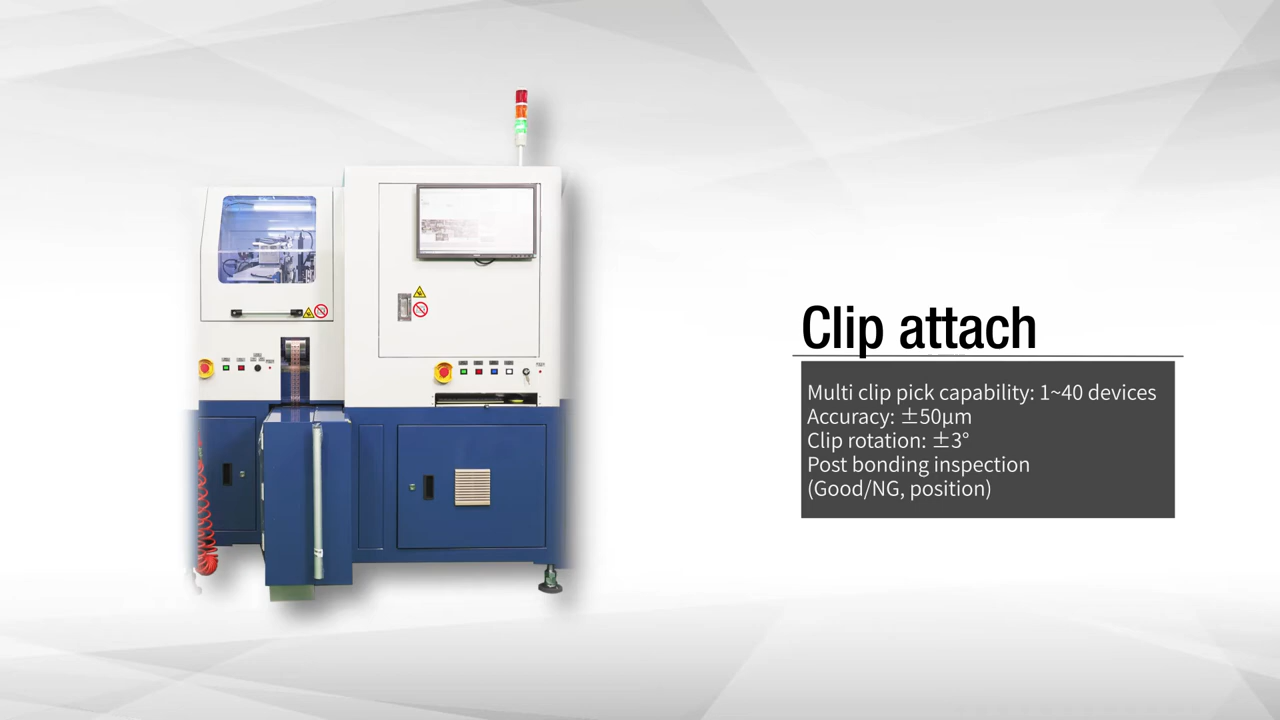 Clip attach
Multi clip pick capability: 1~40 devices
Accuracy: ±50μm
Clip rotation: ±3°
Post bonding inspection
(Good/NG, position)